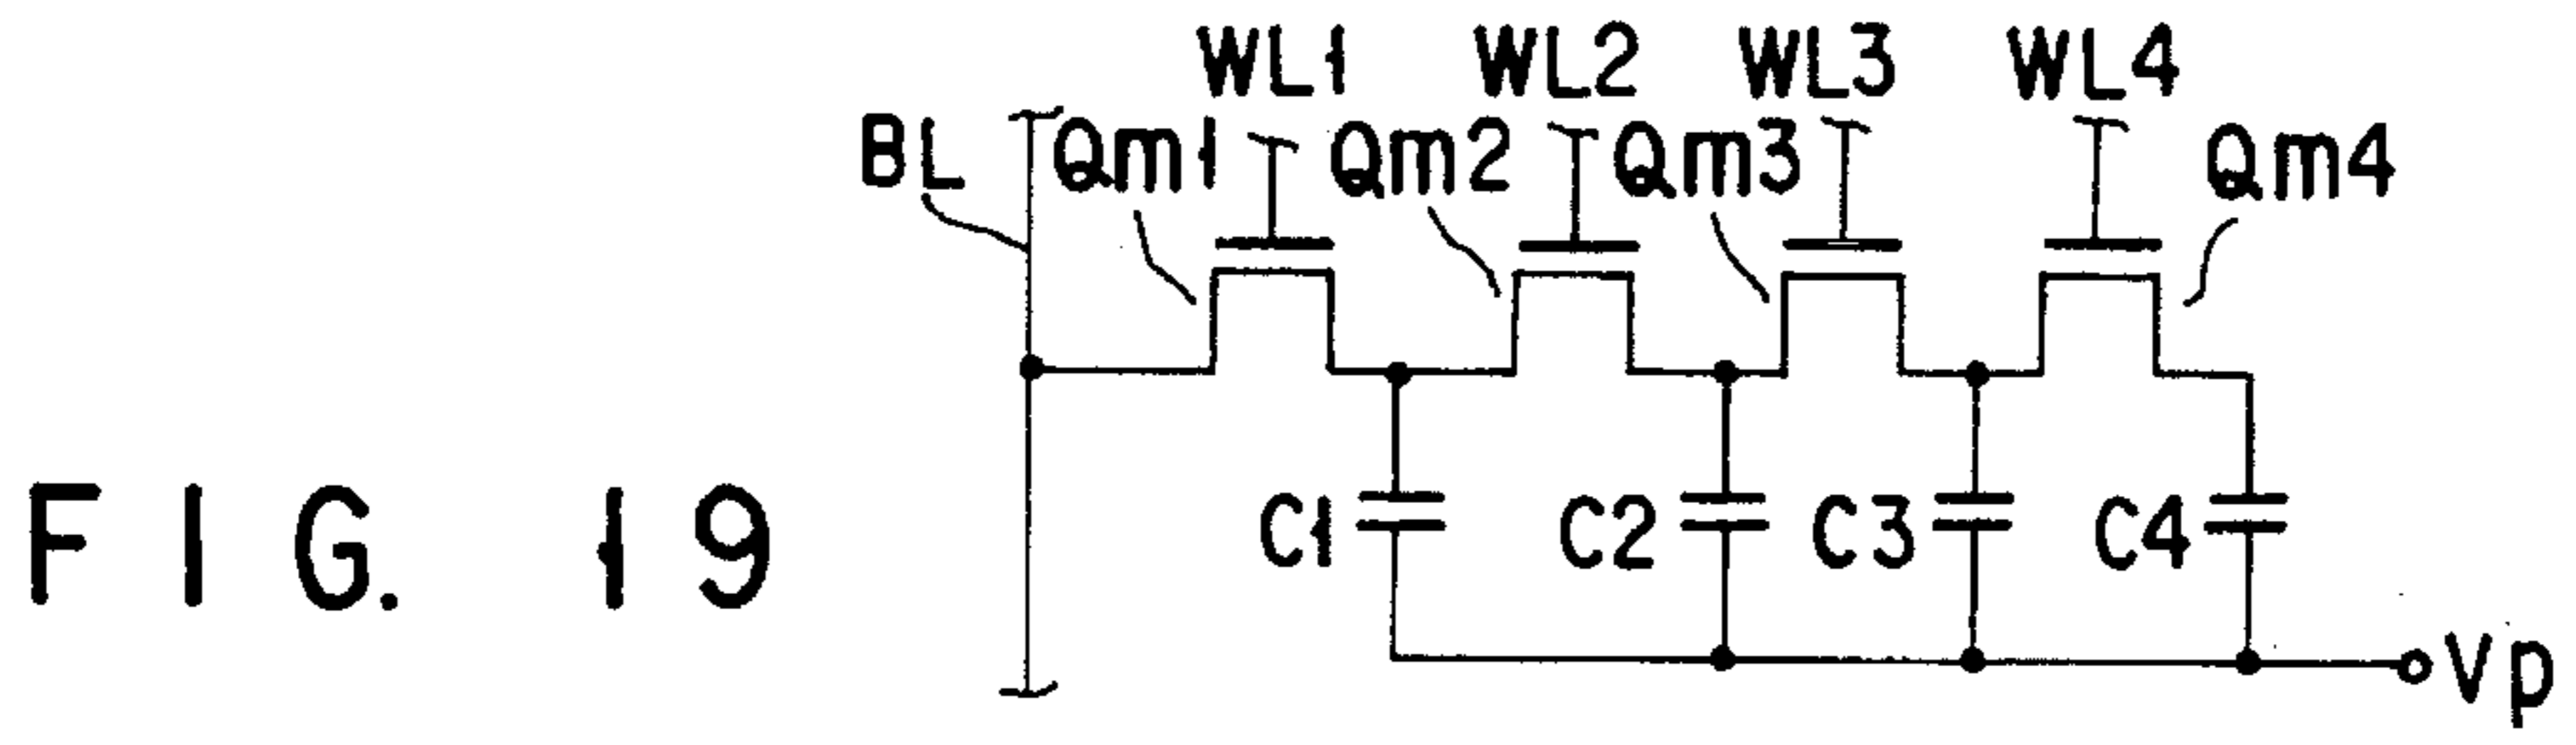 WL1 WL2 WL3 WL4
BL Qm1 Qm2 Qm3 Qm4
C1 C2 C3 C4
FIG. 19
Vp